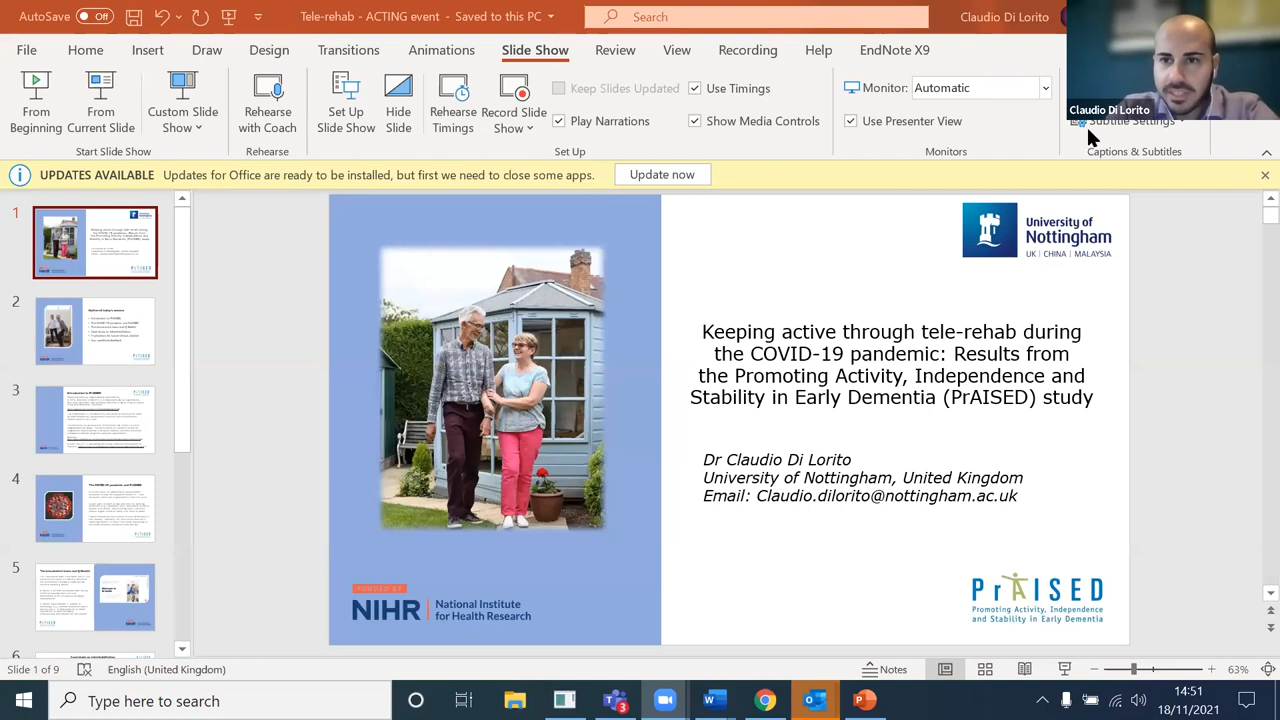 AutoSave Off
Tele-rehab - ACTING event - Saved to this PC
Search
Claudio Di Lorito
File Home Insert Draw Design Transitions Animations Slide Show Review View Recording Help EndNote X9
From Beginning
From Current Slide
Custom Slide Show
Rehearse with Coach
Set Up Slide Show
Hide Slide
Rehearse Timings
Record Slide Show
Keep Slides Updated
Use Timings
Play Narrations
Show Media Controls
Monitor: Automatic
Use Presenter View
Claudio Di Lorito
Subtitle Settings
Start Slide Show
Rehearse
Set Up
Monitors
Captions & Subtitles
UPDATES AVAILABLE Updates for Office are ready to be installed, but first we need to close some apps. Update now
1
2
3
4
5
6
University of
Nottingham
UK | CHINA | MALAYSIA
Keeping active through tele-rehab during
the COVID-19 pandemic: Results from
the Promoting Activity, Independence and
Stability in Early Dementia (PrAISED) study
Dr Claudio Di Lorito
University of Nottingham, United Kingdom
Email: Claudio.dilorito@nottingham.ac.uk
FUNDED BY
NIHR | National Institute
for Health Research
PrAISED
Promoting Activity, Independence
and Stability in Early Dementia
Slide 1 of 9
English (United Kingdom)
Notes
63%
Type here to search
3
14:51
18/11/2021